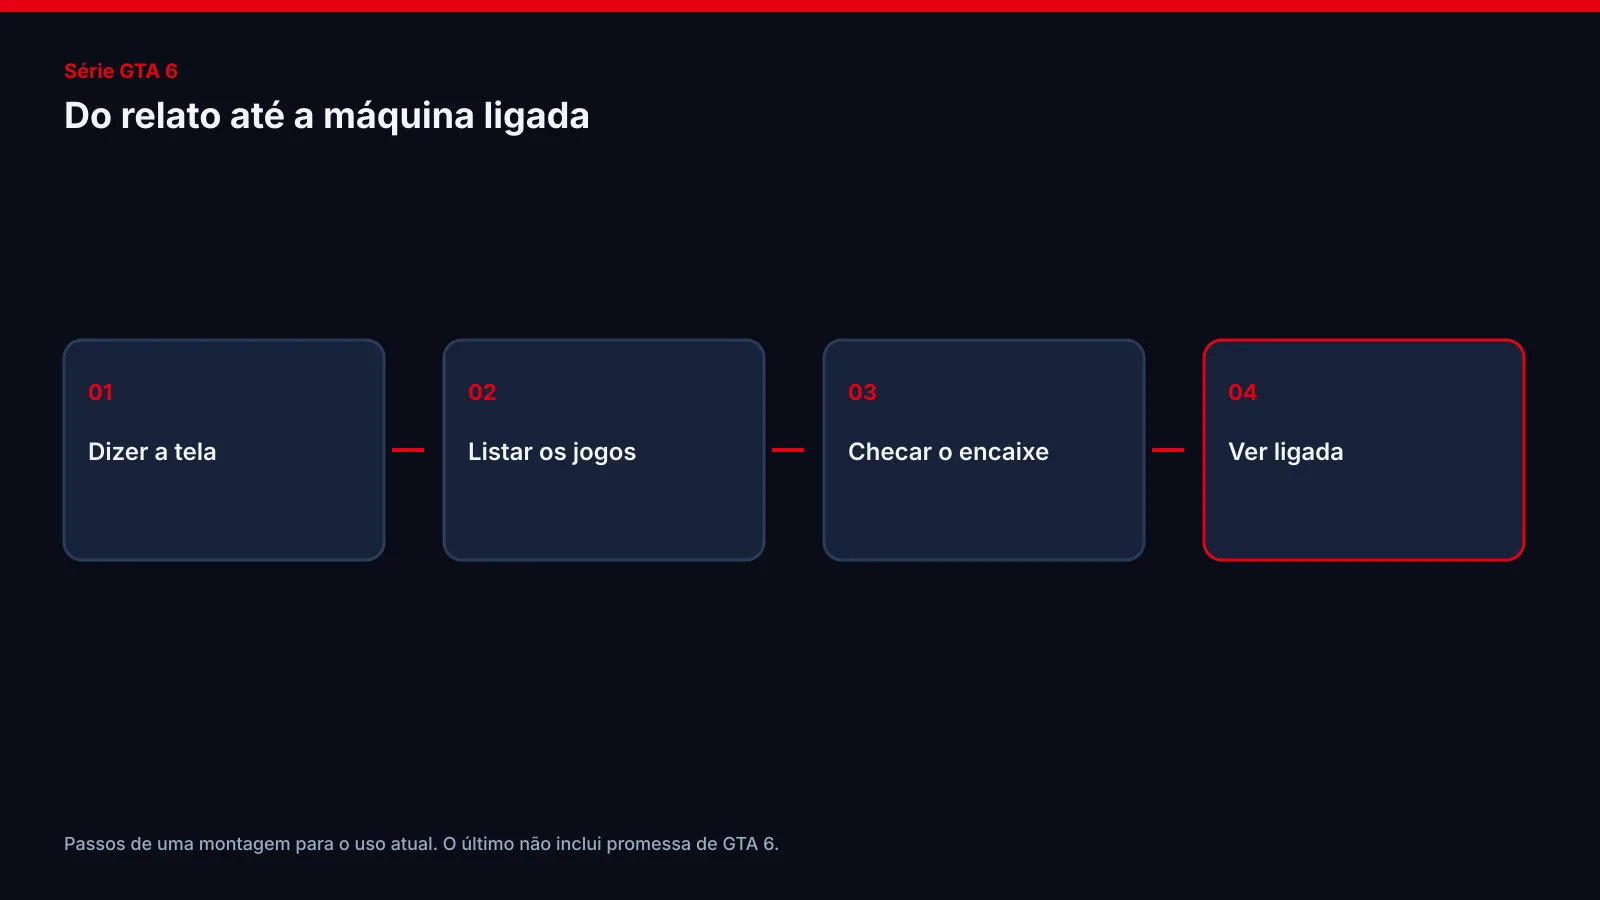 Série GTA 6
Do relato até a máquina ligada
01
Dizer a tela
02
Listar os jogos
03
Checar o encaixe
04
Ver ligada
Passos de uma montagem para o uso atual. O último não inclui promessa de GTA 6.